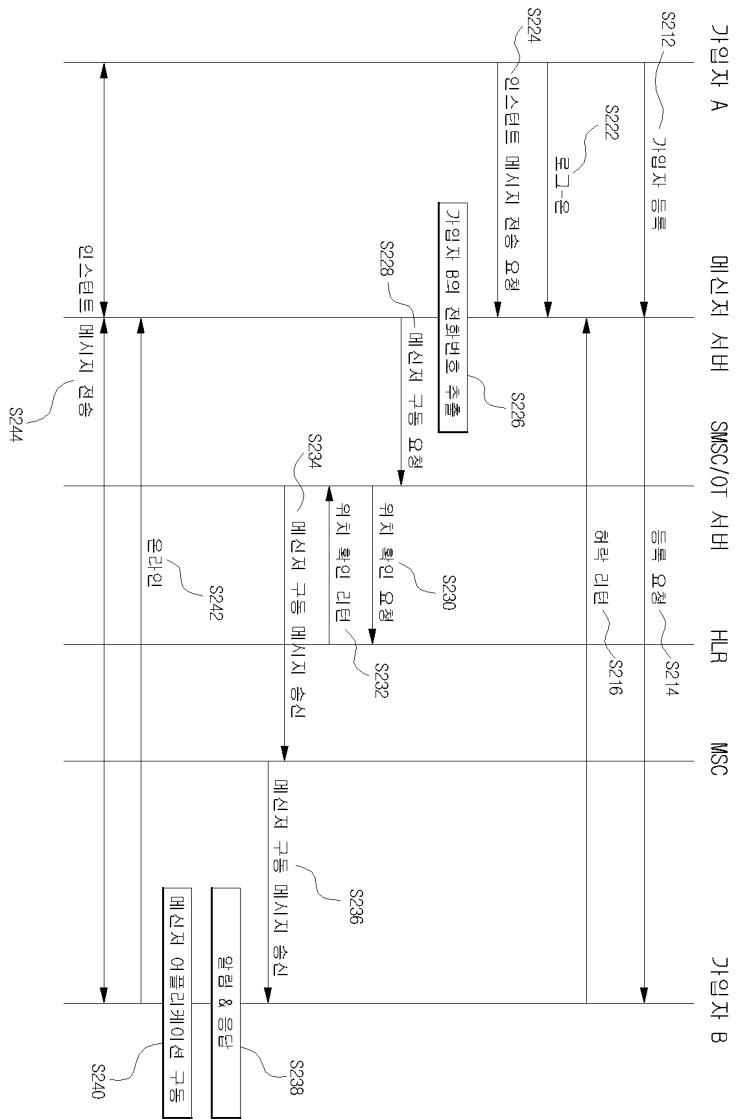 가입자 A
메신저 서버
SMSC/OT 서버
HLR
MSC
가입자 B
S212
가입자 등록
등록 요청
S214
허락 리턴
S216
S222
로그-온
S224
인스턴트 메시지 전송 요청
가입자 B의 전화번호 추출
S226
S228
메신저 구동 요청
위치 확인 요청
S230
위치 확인 리턴
S232
S234
메신저 구동 메시지 송신
메신저 구동 메시지 송신
S236
알림 & 응답
S238
메신저 어플리케이션 구동
S240
온라인
S242
인스턴트 메시지 전송
S244